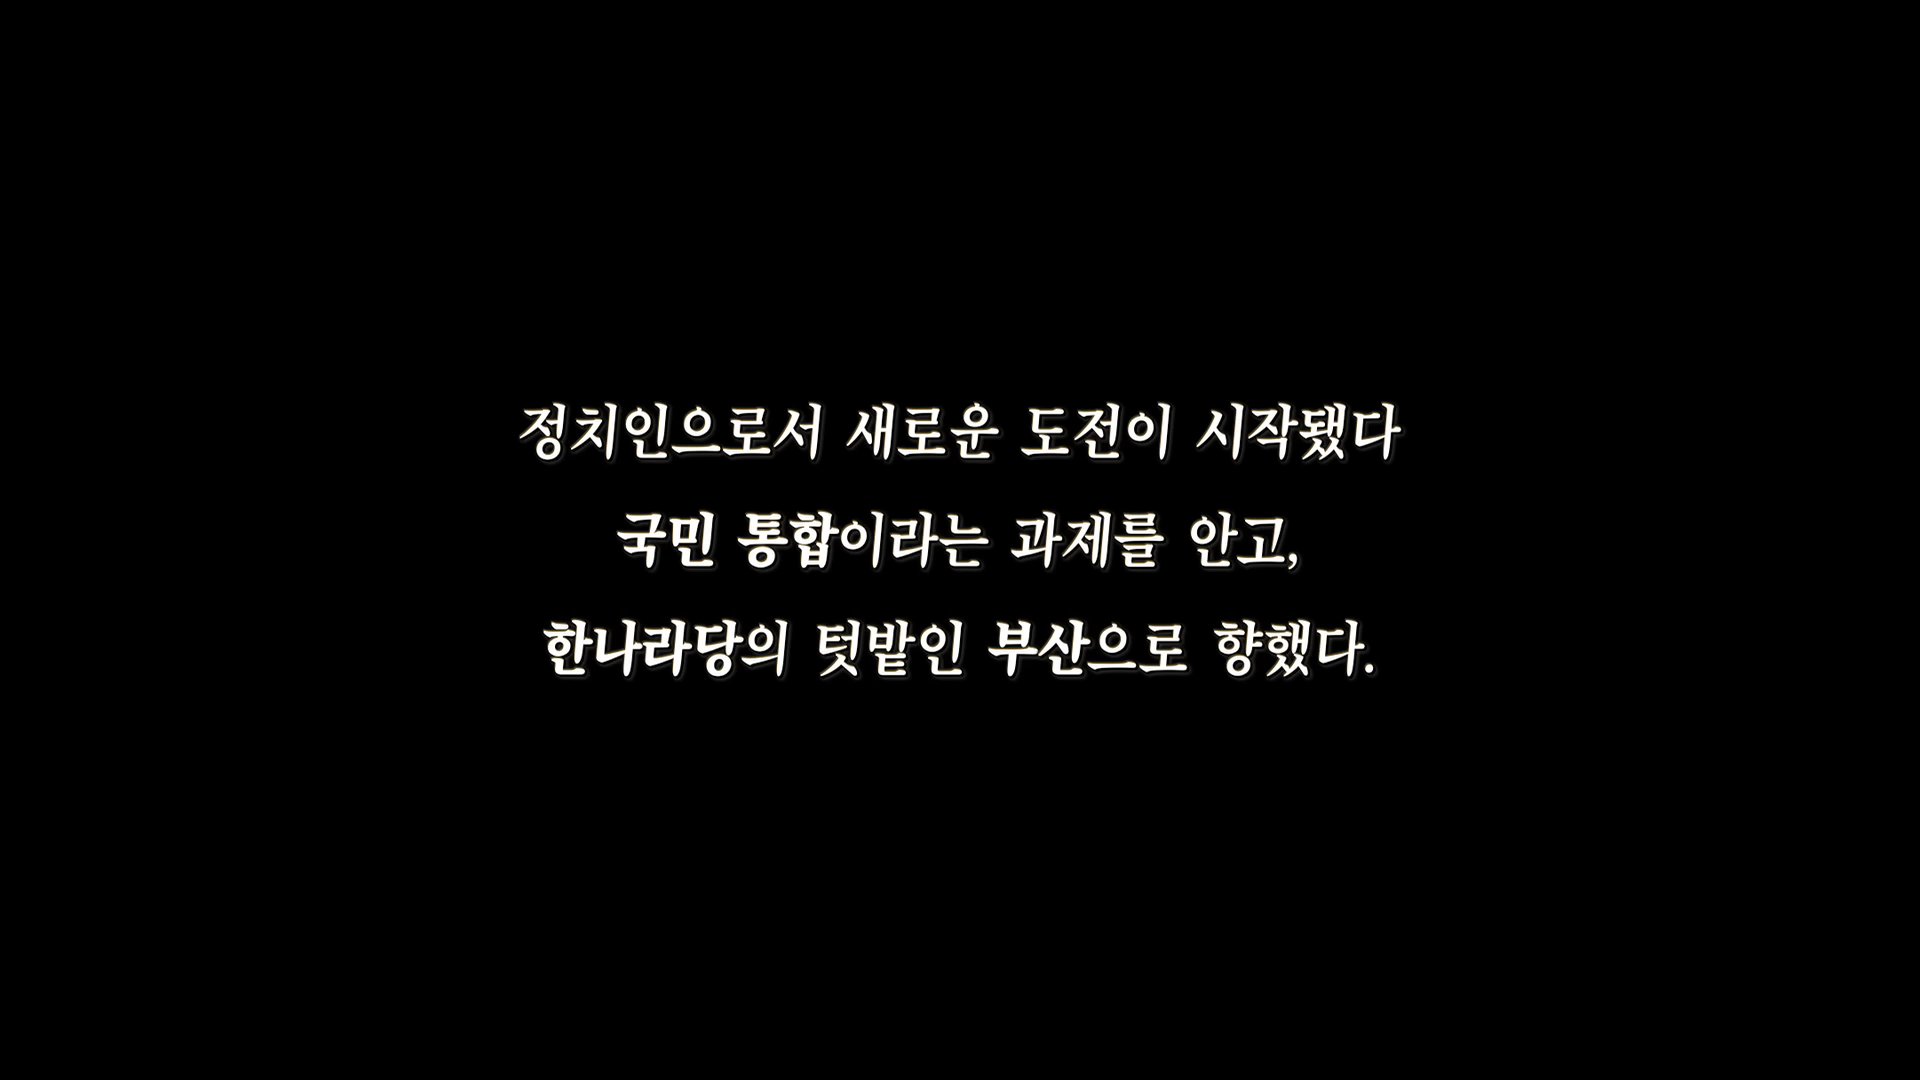 정치인으로서 새로운 도전이 시작됐다
국민 통합이라는 과제를 안고,
한나라당의 텃밭인 부산으로 향했다.